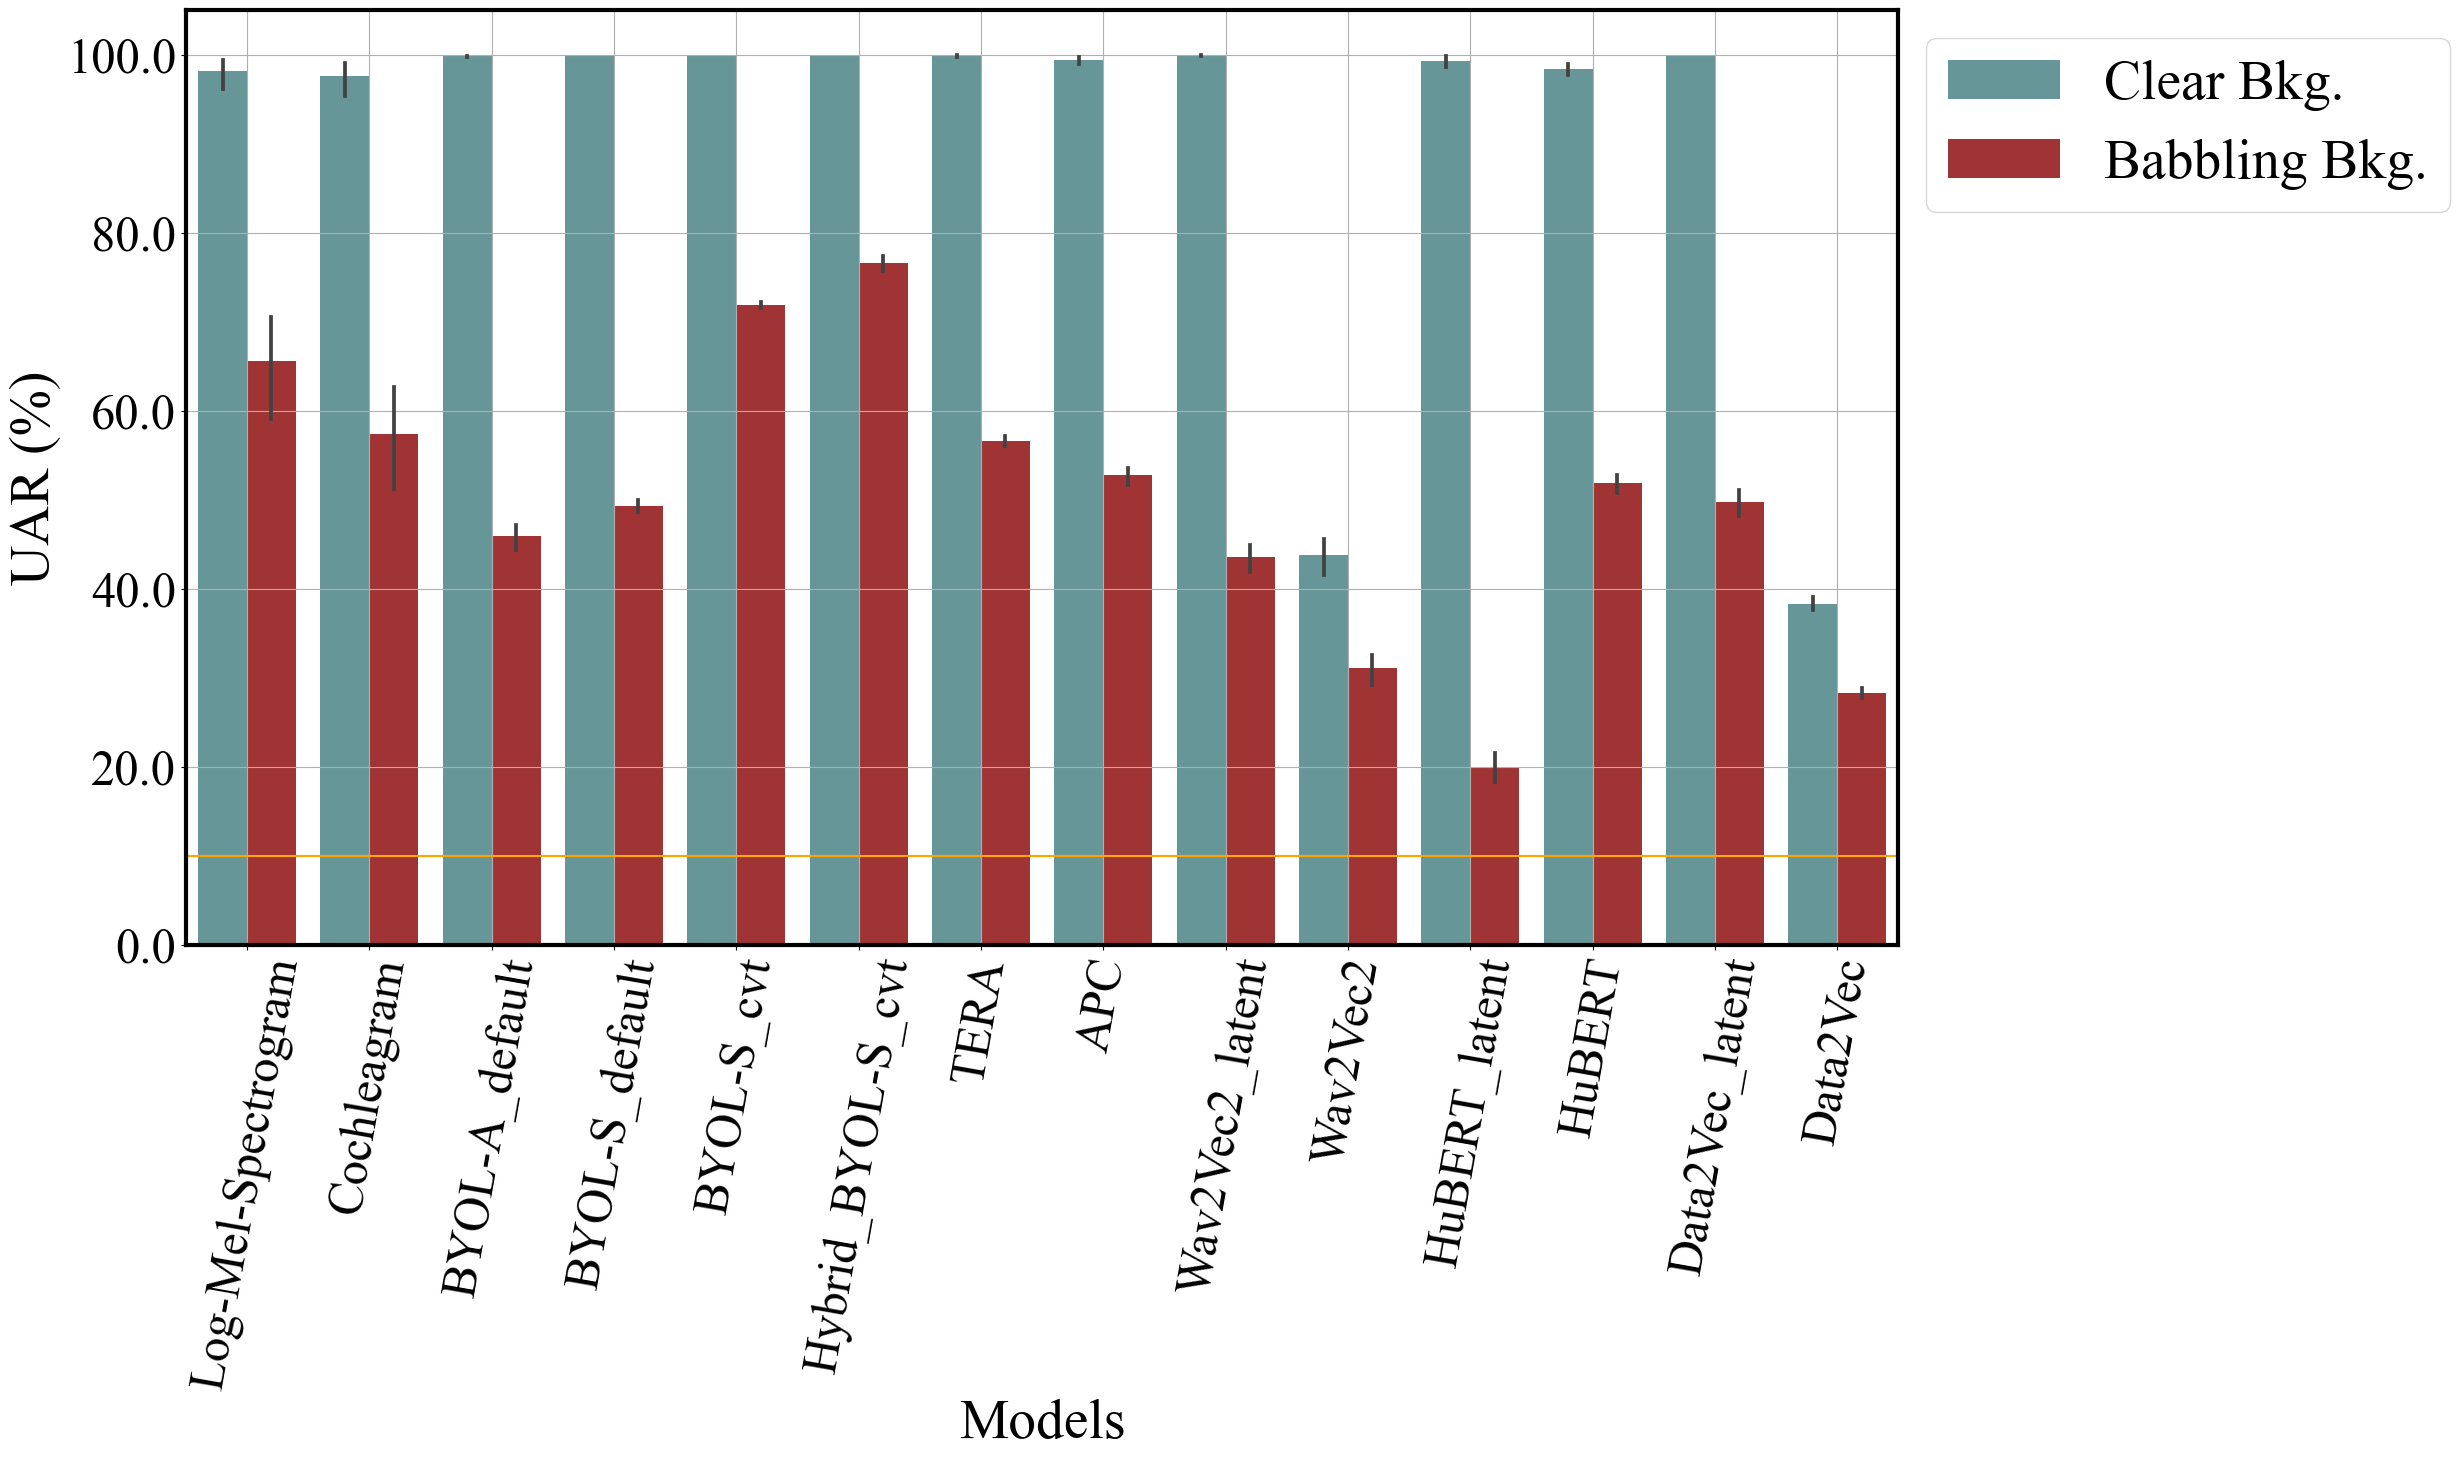 100.0
80.0
60.0
40.0
20.0
0.0
UAR (%)
Log-Mel-Spectrogram
Cochleagram
BYOL-A_default
BYOL-S_default
BYOL-S_cvt
Hybrid_BYOL-S_cvt
TERA
APC
Wav2Vec2_latent
Wav2Vec2
HuBERT_latent
HuBERT
Data2Vec_latent
Data2Vec
Models
Clear Bkg.
Babbling Bkg.